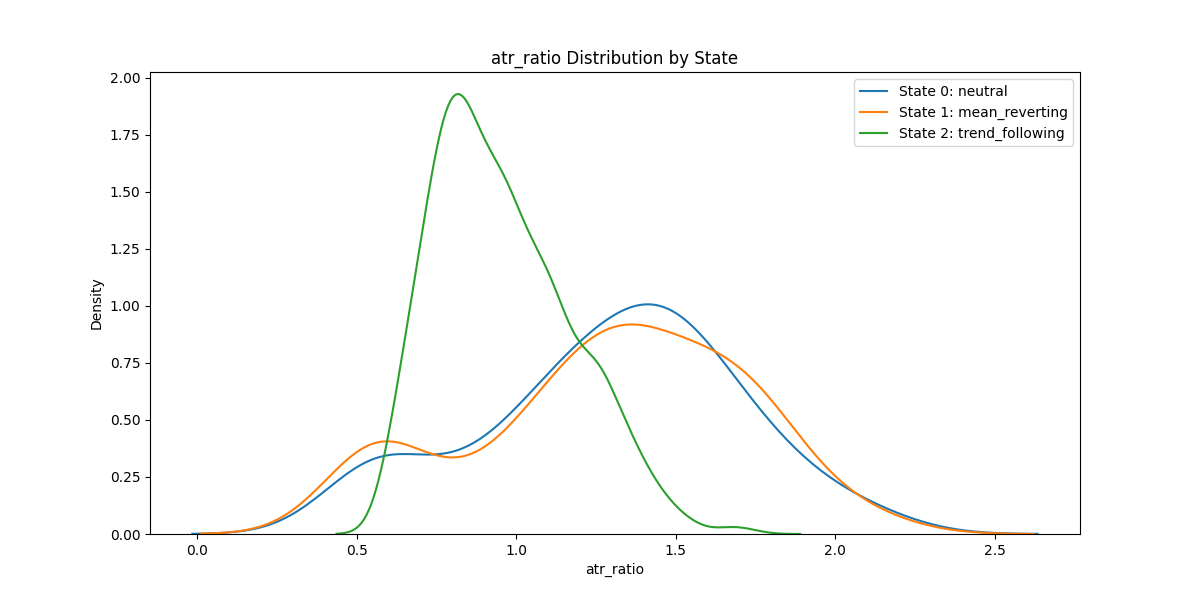 atr_ratio Distribution by State
State 0: neutral
State 1: mean_reverting
State 2: trend_following
2.00
1.75
1.50
1.25
1.00
0.75
0.50
0.25
0.00
Density
0.0 0.5 1.0 1.5 2.0 2.5
atr_ratio